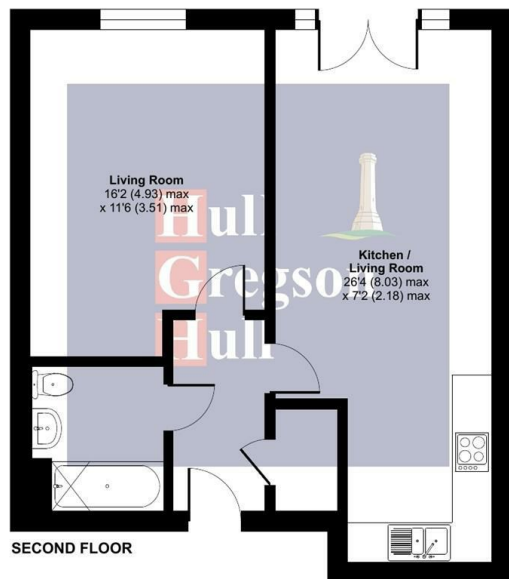 Living Room
16'2 (4.93) max
x 11'6 (3.51) max
Hull
Gregson
Hull
Kitchen /
Living Room
26'4 (8.03) max
x 7'2 (2.18) max
SECOND FLOOR